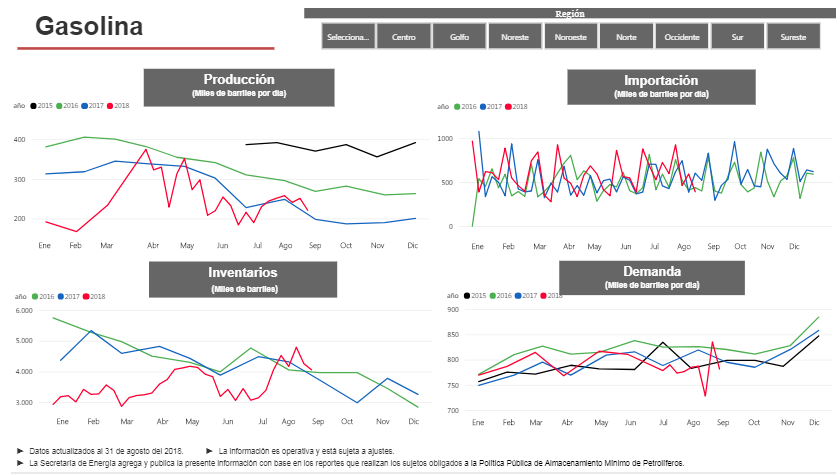 Gasolina
Región
Selecciona... Centro Golfo Noreste Noroeste Norte Occidente Sur Sureste
Producción
(Miles de barriles por día)
año 2015 2016 2017 2018
400
300
200
Ene Feb Mar Abr May Jun Jul Ago Sep Oct Nov Dic
Importación
(Miles de barriles por día)
año 2016 2017 2018
1000
500
0
Ene Feb Mar Abr May Jun Jul Ago Sep Oct Nov Dic
Inventarios
(Miles de barriles)
año 2016 2017 2018
6.000
5.000
4.000
3.000
Ene Feb Mar Abr May Jun Jul Ago Sep Oct Nov Dic
Demanda
(Miles de barriles por día)
año 2015 2016 2017 2018
900
850
800
750
700
Ene Feb Mar Abr May Jun Jul Ago Sep Oct Nov Dic
► Datos actualizados al 31 de agosto del 2018. ► La información es operativa y está sujeta a ajustes.
► La Secretaría de Energía agrega y publica la presente información con base en los reportes que realizan los sujetos obligados a la Política Pública de Almacenamiento Mínimo de Petrolíferos.